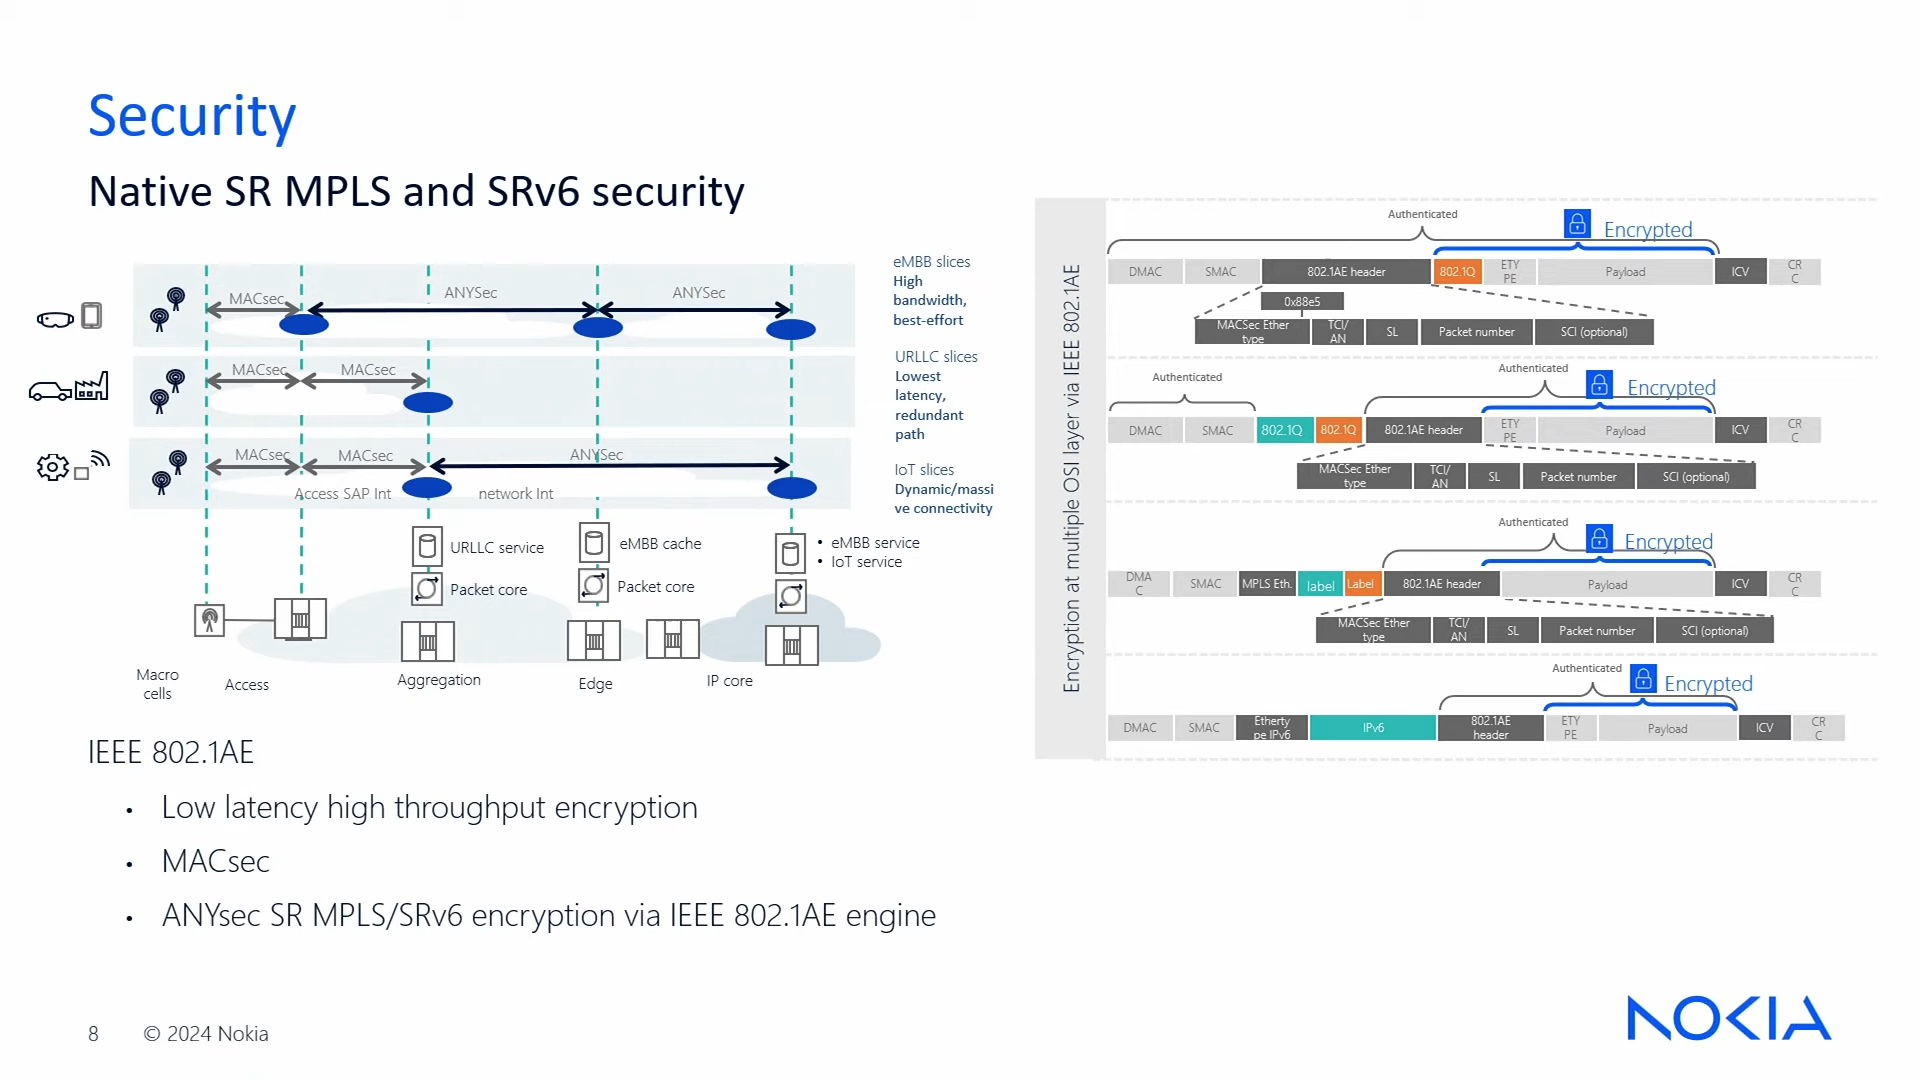 Security
Native SR MPLS and SRv6 security
MACsec
ANYSec
ANYSec
eMBB slices
High
bandwidth,
best-effort
MACsec
MACsec
URLLC slices
Lowest
latency,
redundant
path
MACsec
MACsec
ANYSec
Access SAP Int
network Int
IoT slices
Dynamic/massi
ve connectivity
URLLC service
Packet core
eMBB cache
Packet core
• eMBB service
• IoT service
Macro
cells
Access
Aggregation
Edge
IP core
IEEE 802.1AE
• Low latency high throughput encryption
• MACsec
• ANYsec SR MPLS/SRv6 encryption via IEEE 802.1AE engine
Encryption at multiple OSI layer via IEEE 802.1AE
Authenticated
Encrypted
DMAC SMAC 802.1AE header 802.1Q ETY
PE Payload ICV CR
C
0x88e5
MACSec Ether
type TCI/
AN SL Packet number SCI (optional)
Authenticated
Authenticated
Encrypted
DMAC SMAC 802.1Q 802.1Q 802.1AE header ETY
PE Payload ICV CR
C
MACSec Ether
type TCI/
AN SL Packet number SCI (optional)
Authenticated
Encrypted
DMA
C SMAC MPLS Eth. label Label 802.1AE header Payload ICV CR
C
MACSec Ether
type TCI/
AN SL Packet number SCI (optional)
Authenticated
Encrypted
DMAC SMAC Etherty
pe IPv6 IPv6 802.1AE
header ETY
PE Payload ICV CR
C
8 © 2024 Nokia
NOKIA